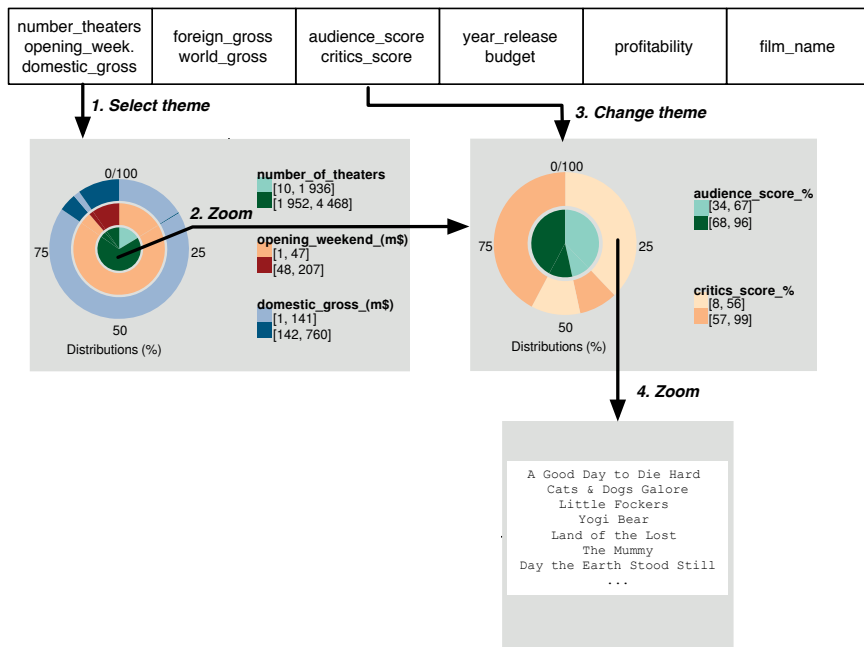 number_theaters
opening_week.
domestic_gross
foreign_gross
world_gross
audience_score
critics_score
year_release
budget
profitability
film_name
1. Select theme
3. Change theme
0/100
75
25
50
Distributions (%)
number_of_theaters
[10, 1 936]
[1 952, 4 468]
2. Zoom
opening_weekend_(m$)
[1, 47]
[48, 207]
domestic_gross_(m$)
[1, 141]
[142, 760]
0/100
75
25
50
Distributions (%)
audience_score_%
[34, 67]
[68, 96]
critics_score_%
[8, 56]
[57, 99]
4. Zoom
A Good Day to Die Hard
Cats & Dogs Galore
Little Fockers
Yogi Bear
Land of the Lost
The Mummy
Day the Earth Stood Still
...